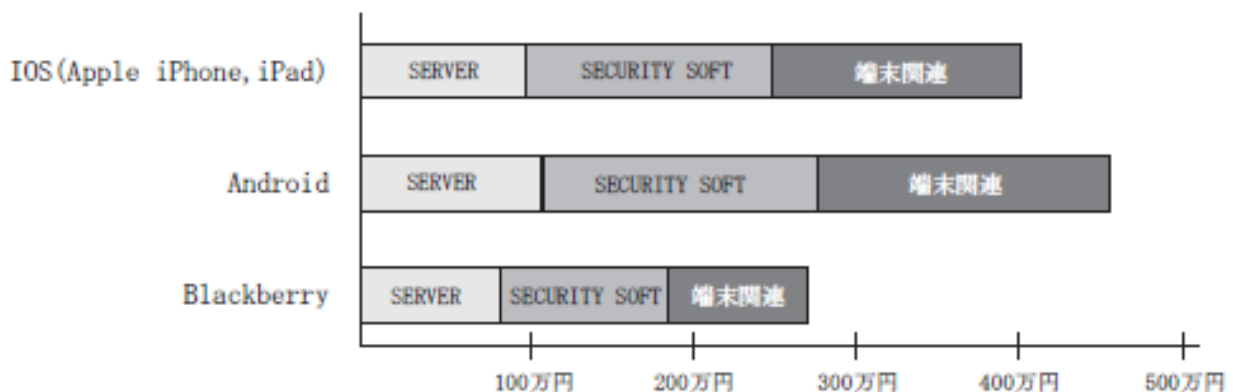 IOS(Apple iPhone,iPad)
SERVER
SECURITY SOFT
端末関連
Android
SERVER
SECURITY SOFT
端末関連
Blackberry
SERVER
SECURITY SOFT
端末関連
100万円
200万円
300万円
400万円
500万円